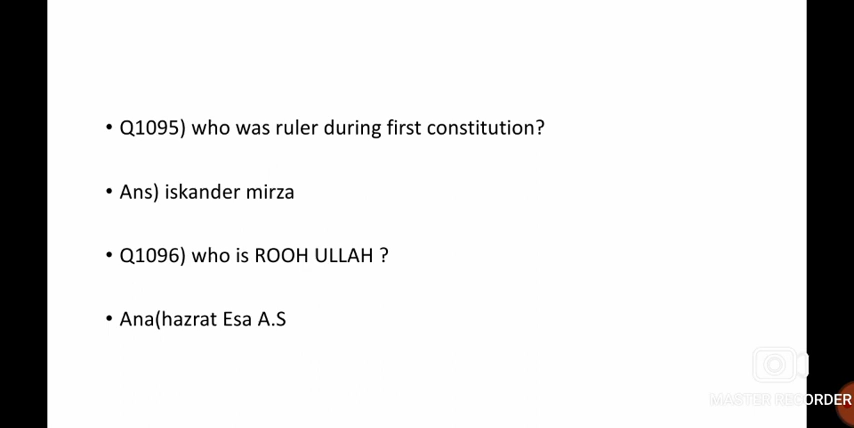 • Q1095) who was ruler during first constitution?
• Ans) iskander mirza
• Q1096) who is ROOH ULLAH ?
• Ana(hazrat Esa A.S
MASTER RECORDER